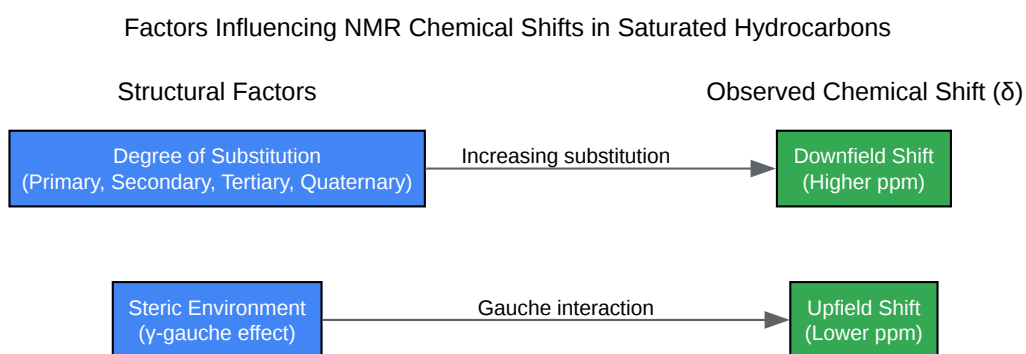 Factors Influencing NMR Chemical Shifts in Saturated Hydrocarbons
Structural Factors
Observed Chemical Shift (δ)
Degree of Substitution
(Primary, Secondary, Tertiary, Quaternary)
Increasing substitution
Downfield Shift
(Higher ppm)
Steric Environment
(γ-gauche effect)
Gauche interaction
Upfield Shift
(Lower ppm)